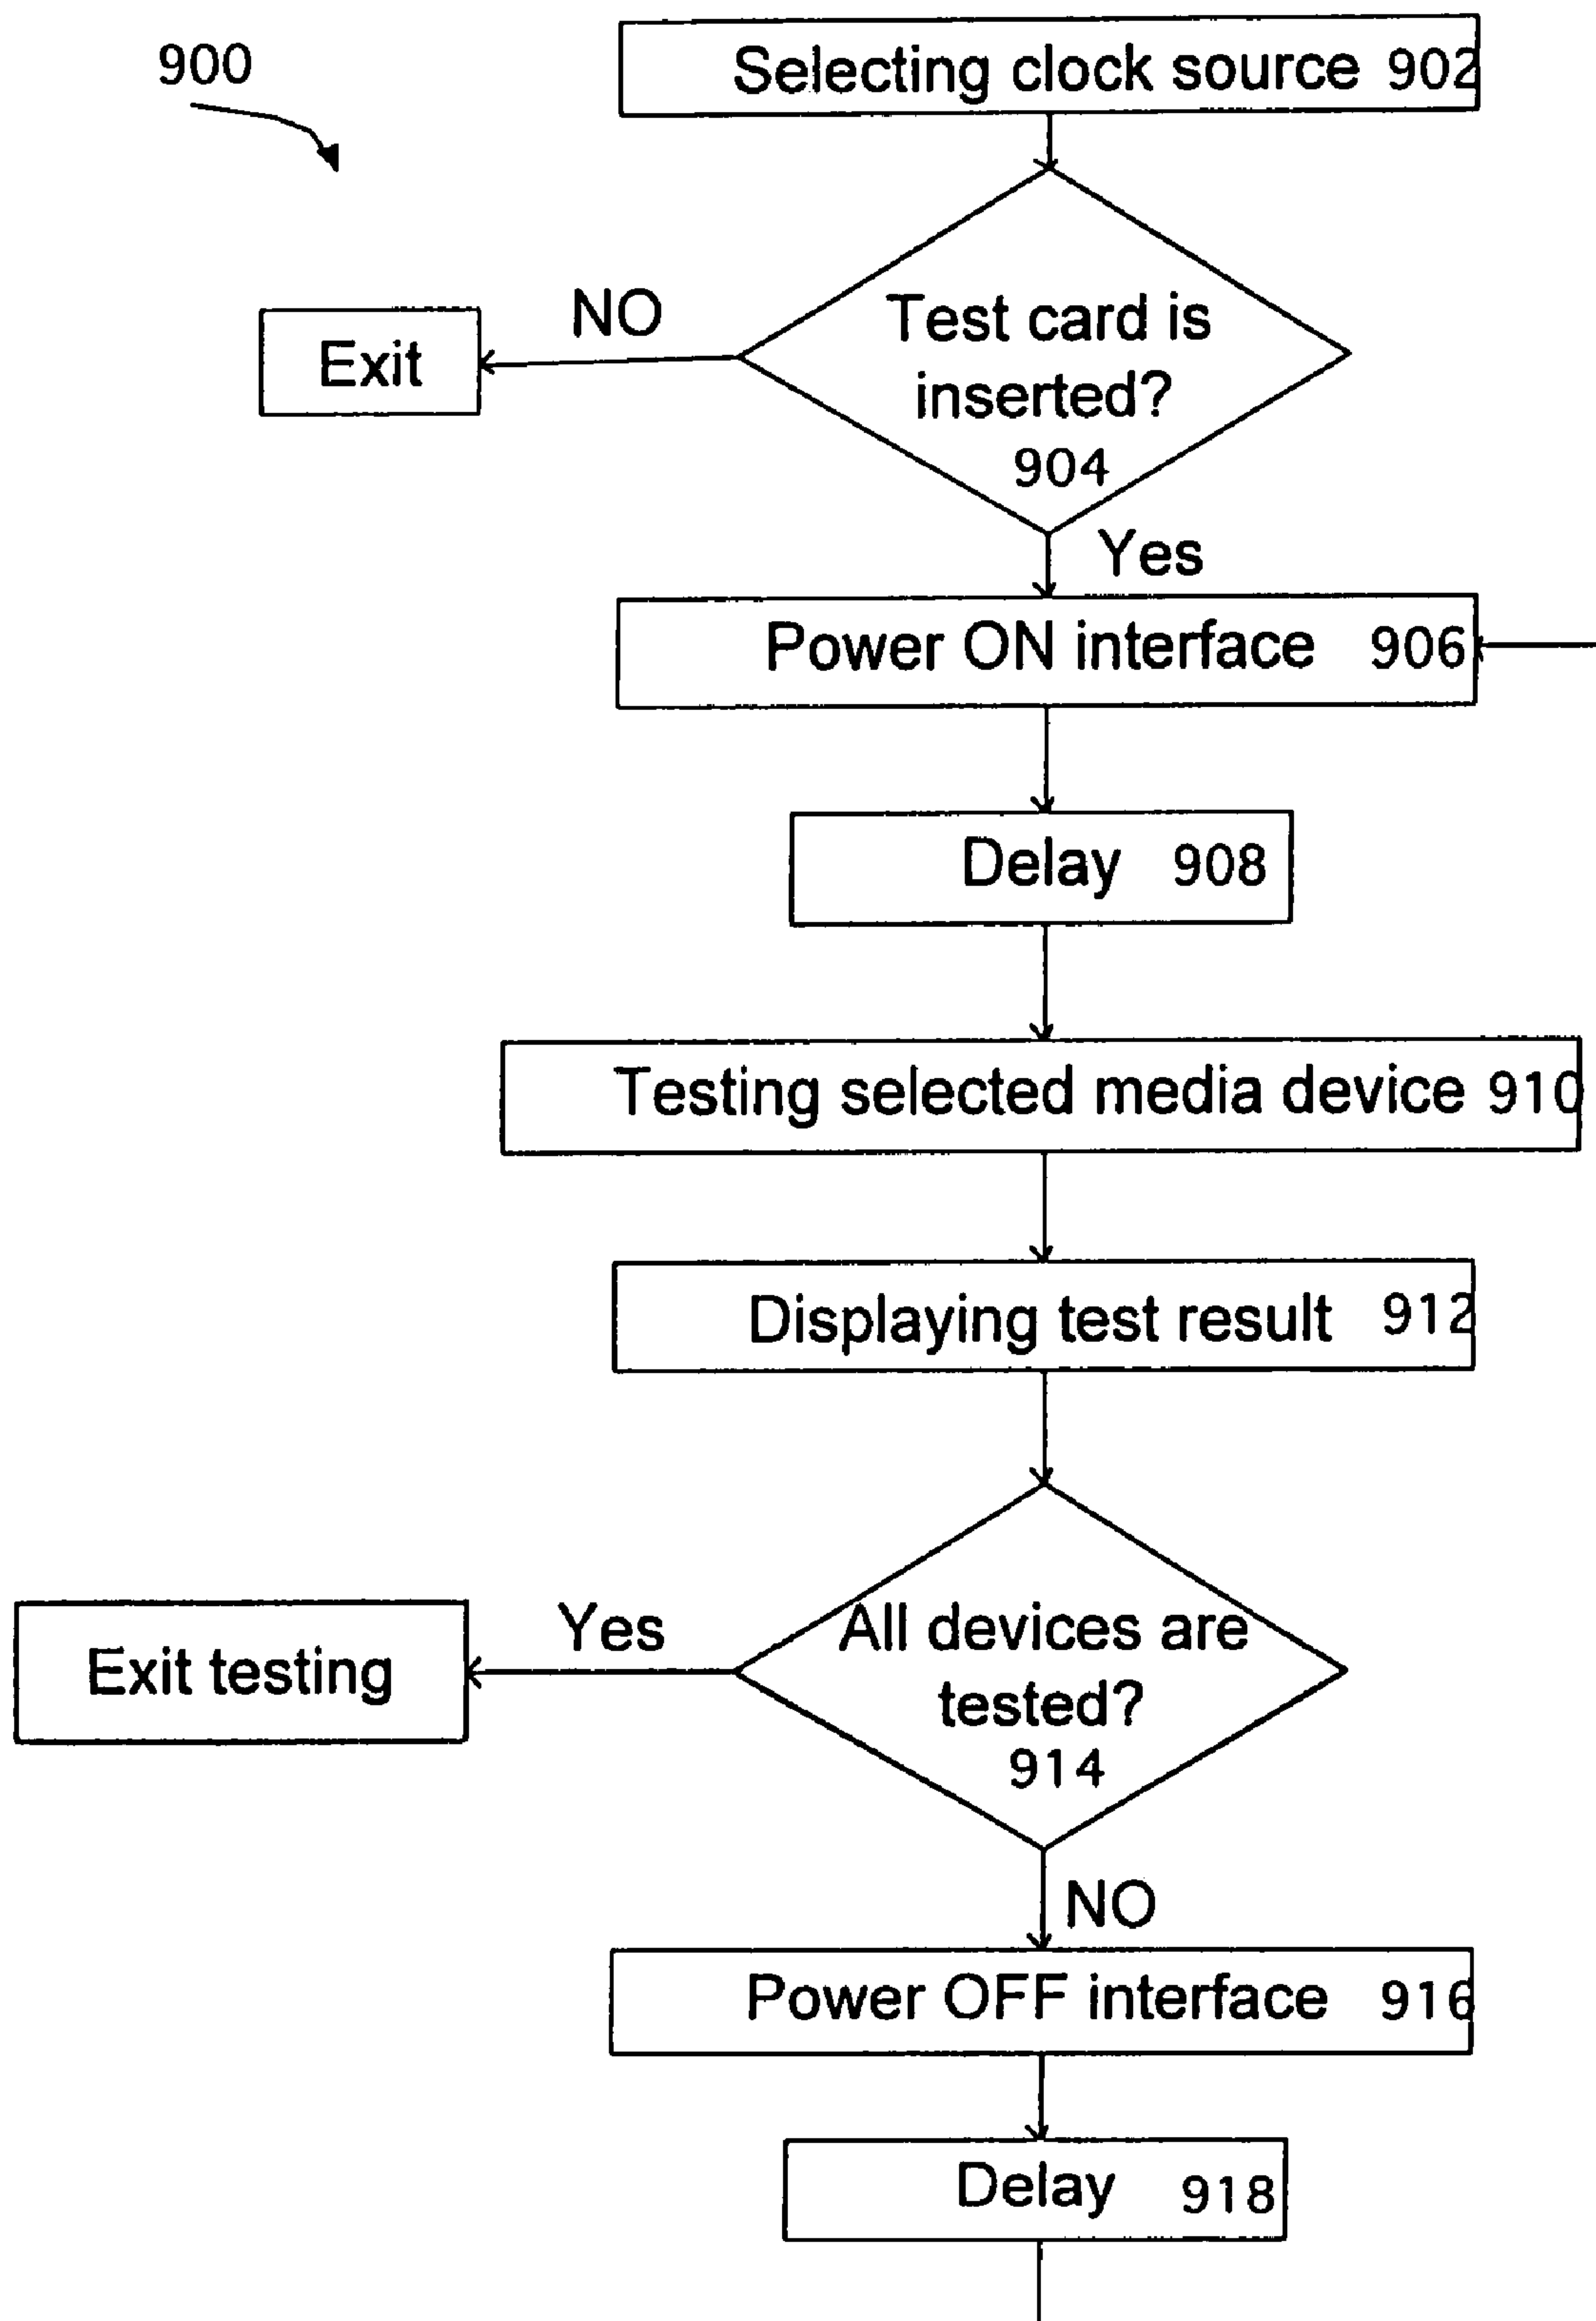 900
Selecting clock source 902
Test card is
inserted?
904
NO
Exit
Yes
Power ON interface 906
Delay 908
Testing selected media device 910
Displaying test result 912
All devices are
tested?
914
Yes
Exit testing
NO
Power OFF interface 916
Delay 918